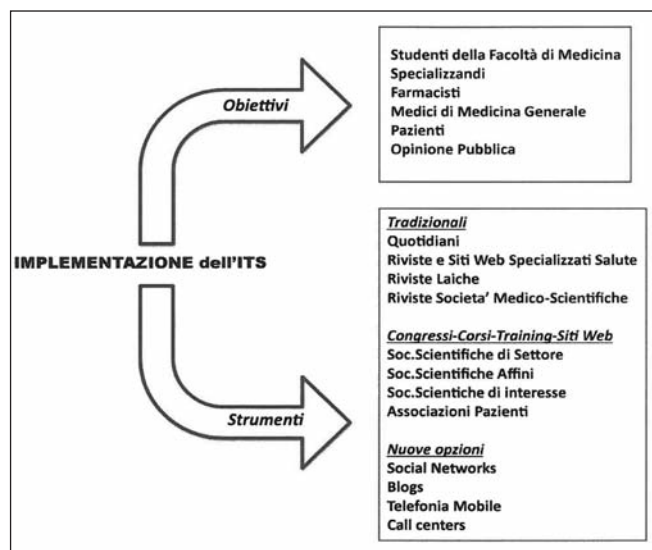 Obiettivi
Studenti della Facoltà di Medicina
Specializzandi
Farmacisti
Medici di Medicina Generale
Pazienti
Opinione Pubblica
IMPLEMENTAZIONE dell'ITS
Strumenti
Tradizionali
Quotidiani
Riviste e Siti Web Specializzati Salute
Riviste Laiche
Riviste Societa' Medico-Scientifiche
Congressi-Corsi-Training-Siti Web
Soc.Scientifiche di Settore
Soc.Scientifiche Affini
Soc.Scientiche di interesse
Associazioni Pazienti
Nuove opzioni
Social Networks
Blogs
Telefonia Mobile
Call centers